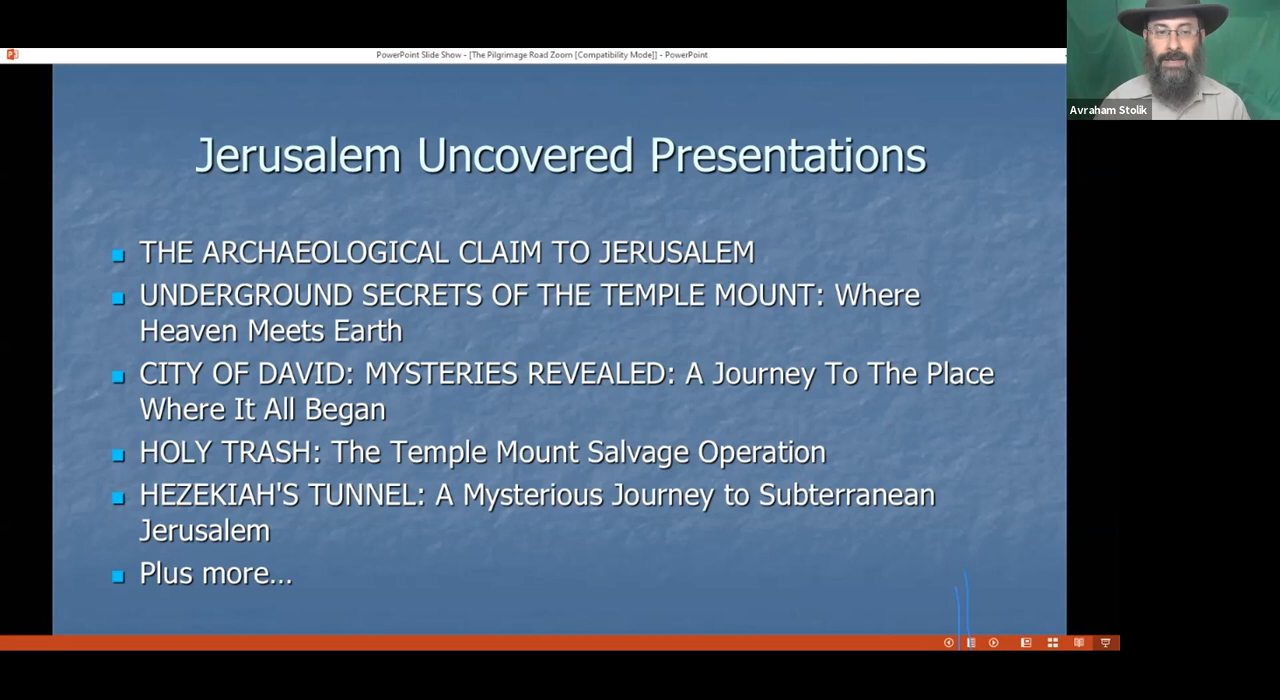 PowerPoint Slide Show - [The Pilgrimage Road Zoom [Compatibility Mode]] - PowerPoint
Avraham Stolik
Jerusalem Uncovered Presentations
THE ARCHAEOLOGICAL CLAIM TO JERUSALEM
UNDERGROUND SECRETS OF THE TEMPLE MOUNT: Where
Heaven Meets Earth
CITY OF DAVID: MYSTERIES REVEALED: A Journey To The Place
Where It All Began
HOLY TRASH: The Temple Mount Salvage Operation
HEZEKIAH'S TUNNEL: A Mysterious Journey to Subterranean
Jerusalem
Plus more...